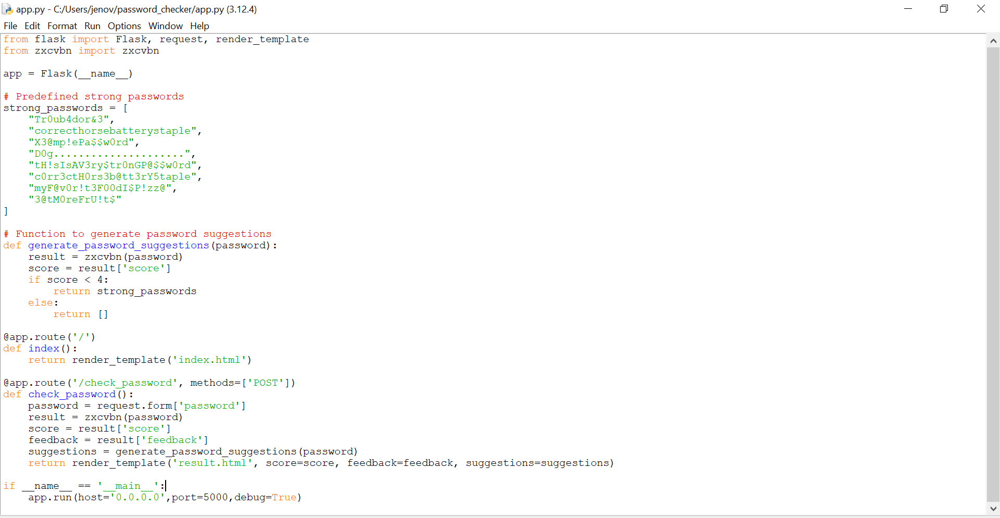 app.py - C:/Users/jenov/password_checker/app.py (3.12.4)
File Edit Format Run Options Window Help
from flask import Flask, request, render_template
from zxcvbn import zxcvbn

app = Flask(__name__)

# Predefined strong passwords
strong_passwords = [
    "Tr0ub4dor&3",
    "correcthorsebatterystaple",
    "X3@mp!ePa$$w0rd",
    "D0g.....................",
    "tH!sIsAV3ry$tr0nGP@$$w0rd",
    "c0rr3ctH0rs3b@tt3rY5taple",
    "myF@v0r!t3F00dI$P!zz@",
    "3@tM0reFrU!t$"
]

# Function to generate password suggestions
def generate_password_suggestions(password):
    result = zxcvbn(password)
    score = result['score']
    if score < 4:
        return strong_passwords
    else:
        return []

@app.route('/')
def index():
    return render_template('index.html')

@app.route('/check_password', methods=['POST'])
def check_password():
    password = request.form['password']
    result = zxcvbn(password)
    score = result['score']
    feedback = result['feedback']
    suggestions = generate_password_suggestions(password)
    return render_template('result.html', score=score, feedback=feedback, suggestions=suggestions)

if __name__ == '__main__':
    app.run(host='0.0.0.0',port=5000,debug=True)